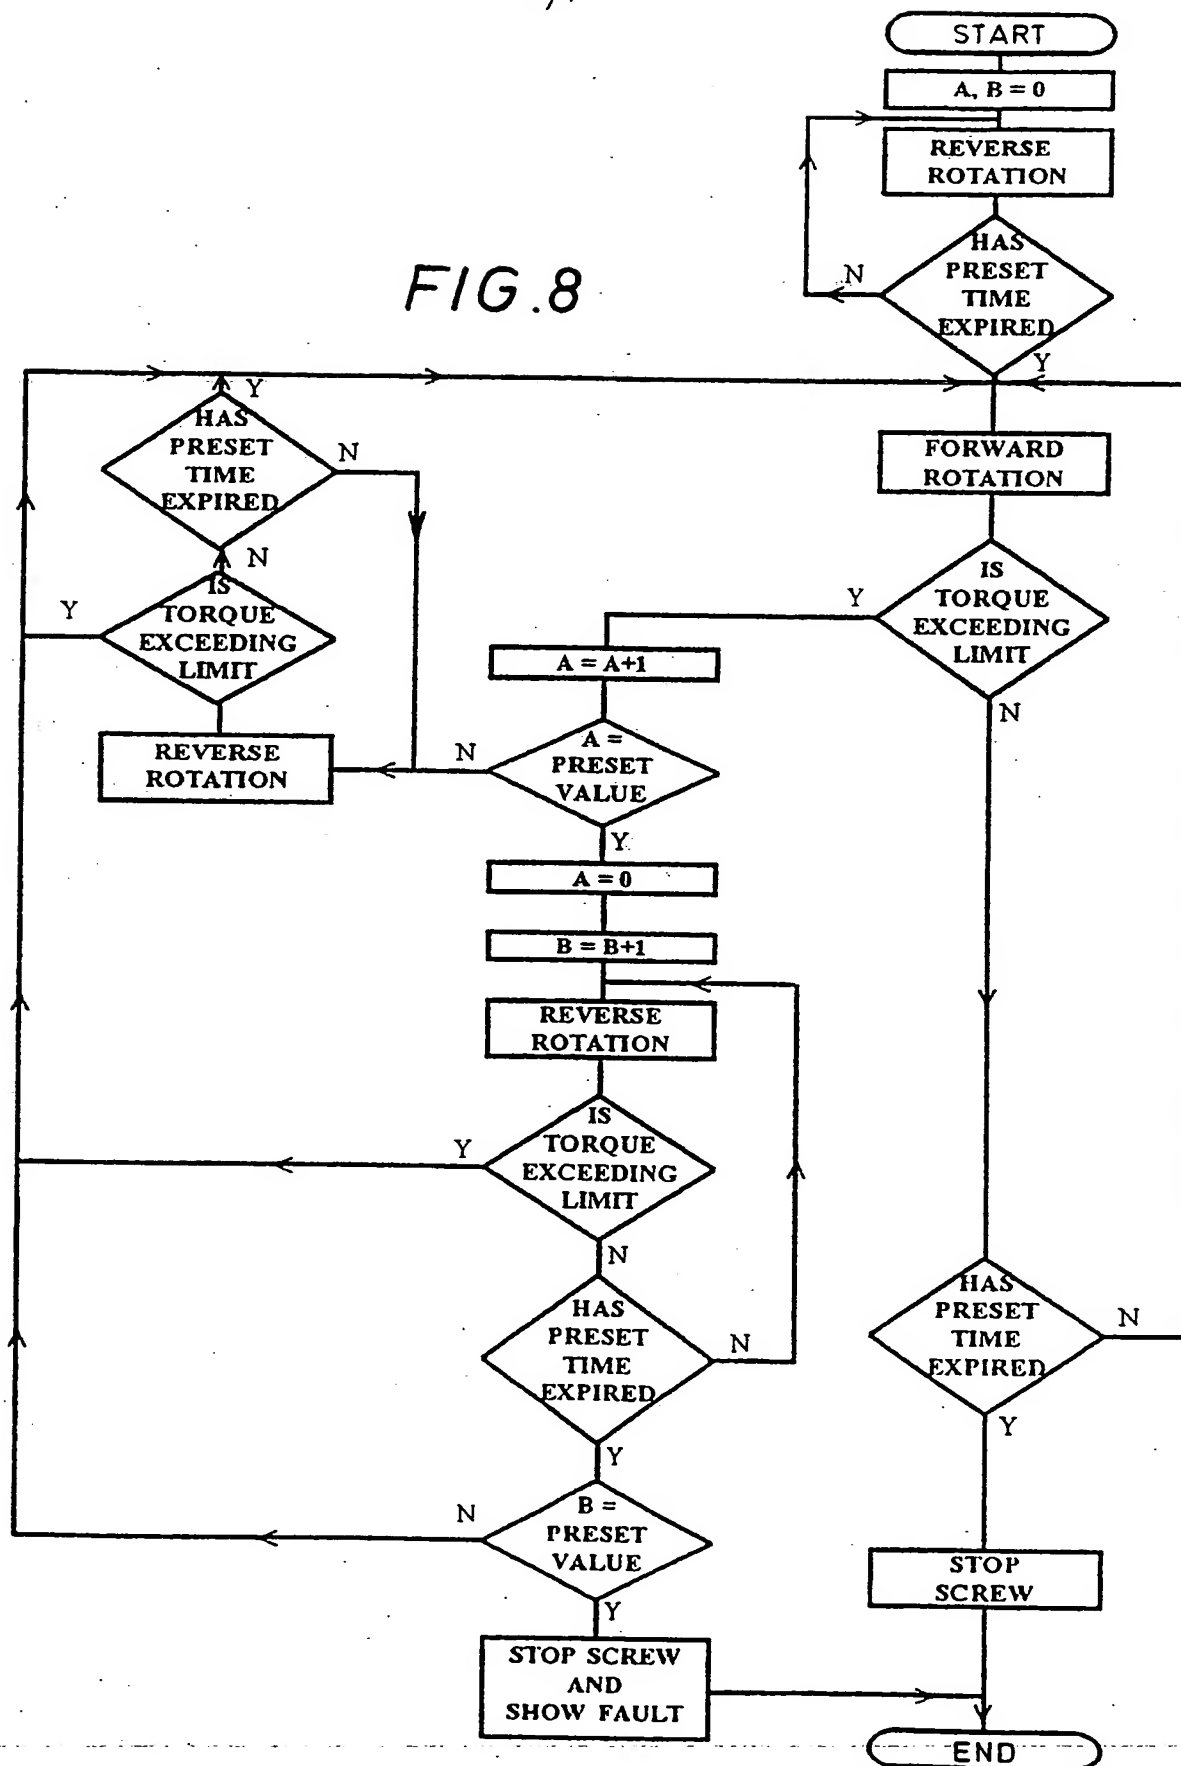 START
A, B = 0
REVERSE
ROTATION
HAS
PRESET
TIME
EXPIRED
N
Y
FIG.8
FORWARD
ROTATION
IS
TORQUE
EXCEEDING
LIMIT
Y
N
HAS
PRESET
TIME
EXPIRED
Y
N
IS
TORQUE
EXCEEDING
LIMIT
Y
N
REVERSE
ROTATION
A = A+1
A =
PRESET
VALUE
N
Y
A = 0
B = B+1
REVERSE
ROTATION
IS
TORQUE
EXCEEDING
LIMIT
Y
N
HAS
PRESET
TIME
EXPIRED
N
Y
B =
PRESET
VALUE
N
Y
STOP SCREW
AND
SHOW FAULT
HAS
PRESET
TIME
EXPIRED
N
Y
STOP
SCREW
END